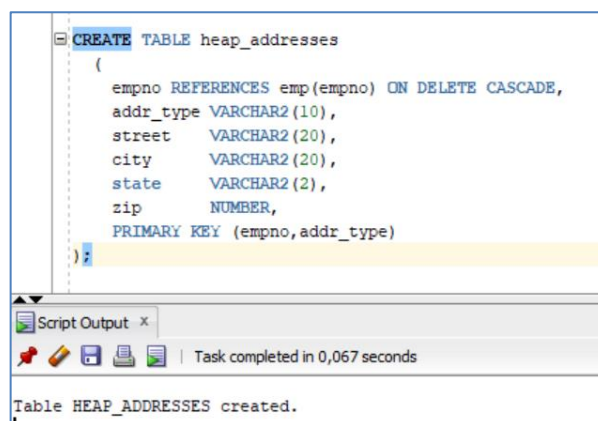 CREATE TABLE heap_addresses
(
empno REFERENCES emp(empno) ON DELETE CASCADE,
addr_type VARCHAR2(10),
street VARCHAR2(20),
city VARCHAR2(20),
state VARCHAR2(2),
zip NUMBER,
PRIMARY KEY (empno,addr_type)
);
Script Output x
| Task completed in 0,067 seconds
Table HEAP_ADDRESSES created.